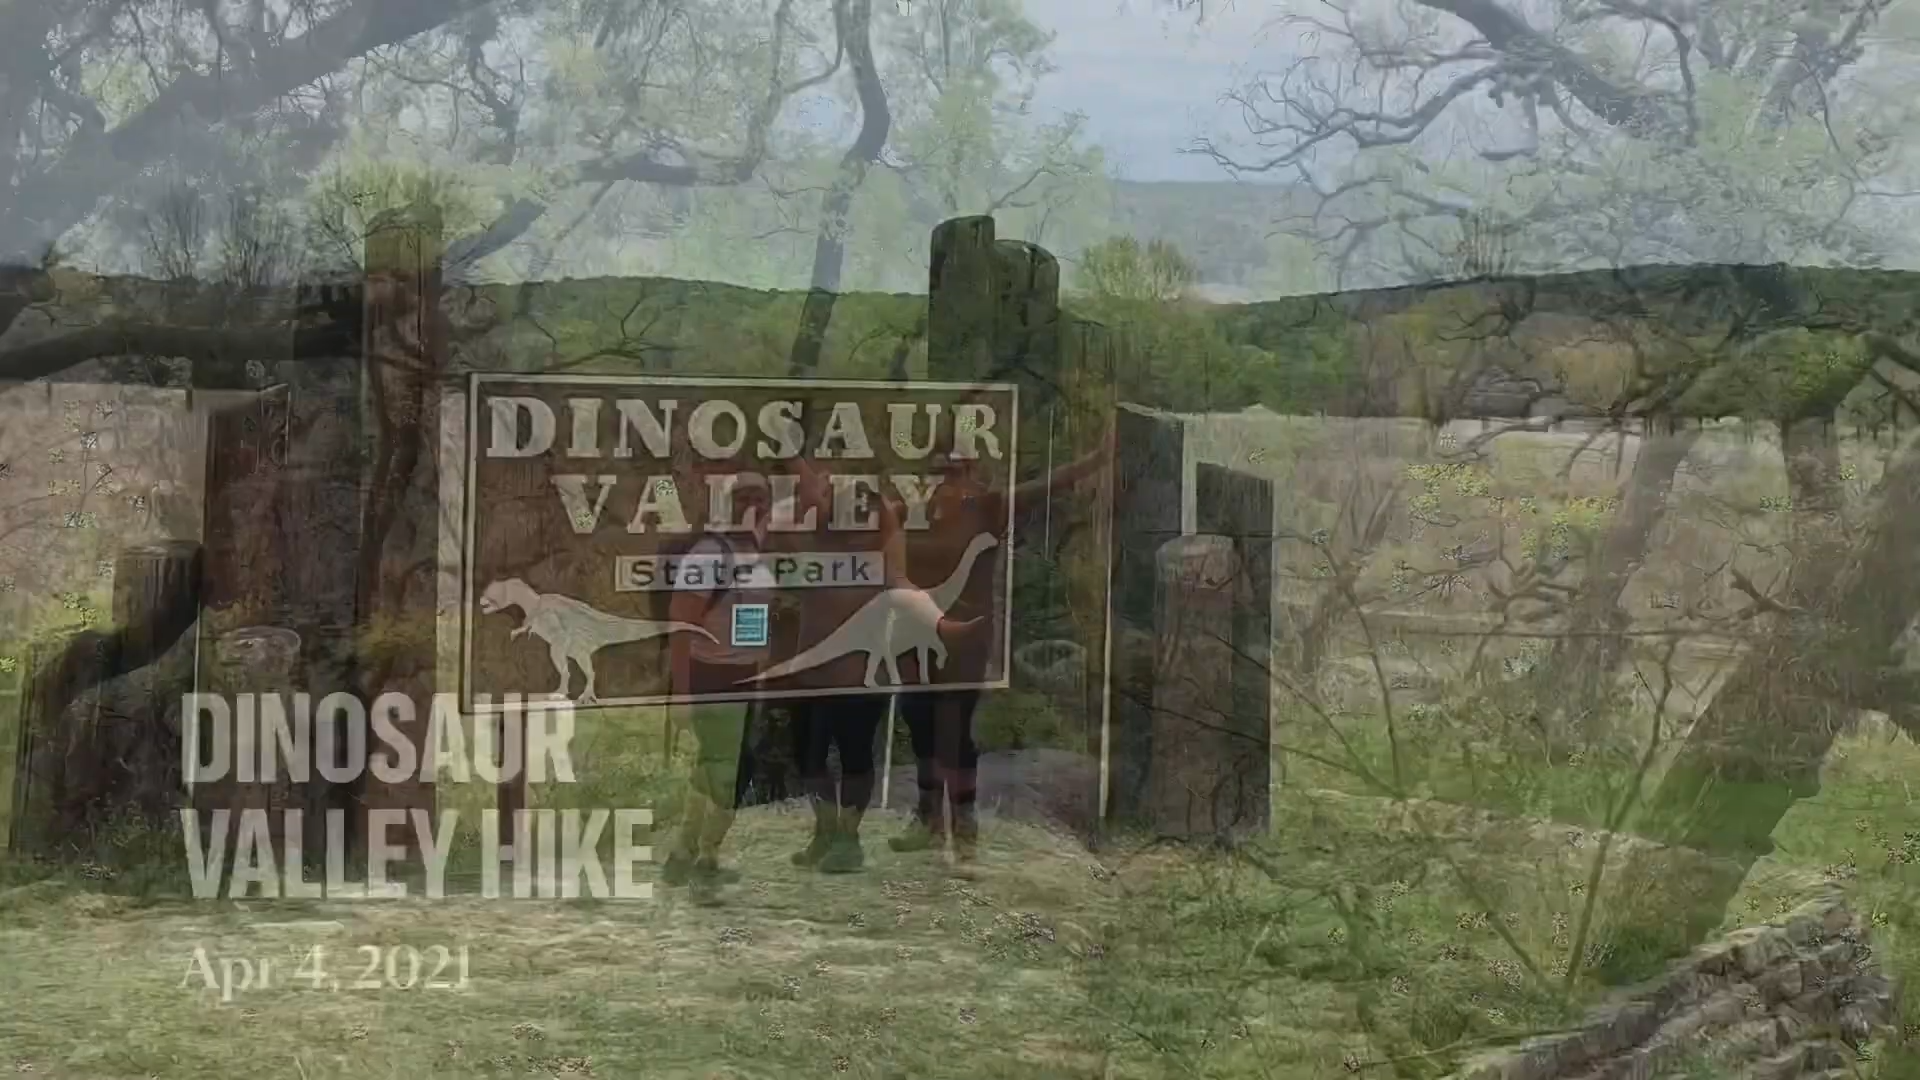 DINOSAUR
VALLEY
State Park
DINOSAUR
VALLEY HIKE
Apr 4, 2021